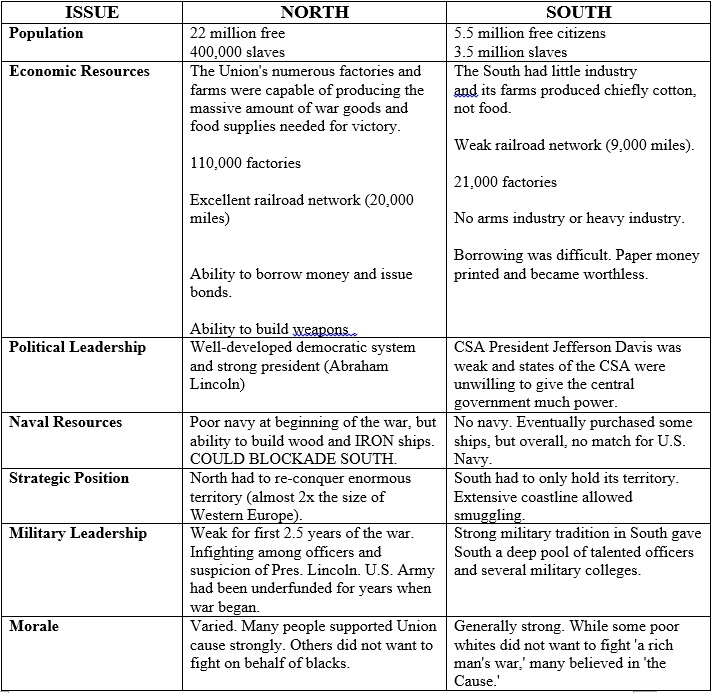 ISSUE
NORTH
SOUTH
Population
22 million free
400,000 slaves
5.5 million free citizens
3.5 million slaves
Economic Resources
The Union's numerous factories and
farms were capable of producing the
massive amount of war goods and
food supplies needed for victory.
110,000 factories
Excellent railroad network (20,000
miles)
Ability to borrow money and issue
bonds.
Ability to build weapons.
The South had little industry
and its farms produced chiefly cotton,
not food.
Weak railroad network (9,000 miles).
21,000 factories
No arms industry or heavy industry.
Borrowing was difficult. Paper money
printed and became worthless.
Political Leadership
Well-developed democratic system
and strong president (Abraham
Lincoln)
CSA President Jefferson Davis was
weak and states of the CSA were
unwilling to give the central
government much power.
Naval Resources
Poor navy at beginning of the war, but
ability to build wood and IRON ships.
COULD BLOCKADE SOUTH.
No navy. Eventually purchased some
ships, but overall, no match for U.S.
Navy.
Strategic Position
North had to re-conquer enormous
territory (almost 2x the size of
Western Europe).
South had to only hold its territory.
Extensive coastline allowed
smuggling.
Military Leadership
Weak for first 2.5 years of the war.
Infighting among officers and
suspicion of Pres. Lincoln. U.S. Army
had been underfunded for years when
war began.
Strong military tradition in South gave
South a deep pool of talented officers
and several military colleges.
Morale
Varied. Many people supported Union
cause strongly. Others did not want to
fight on behalf of blacks.
Generally strong. While some poor
whites did not want to fight 'a rich
man's war,' many believed in 'the
Cause.'